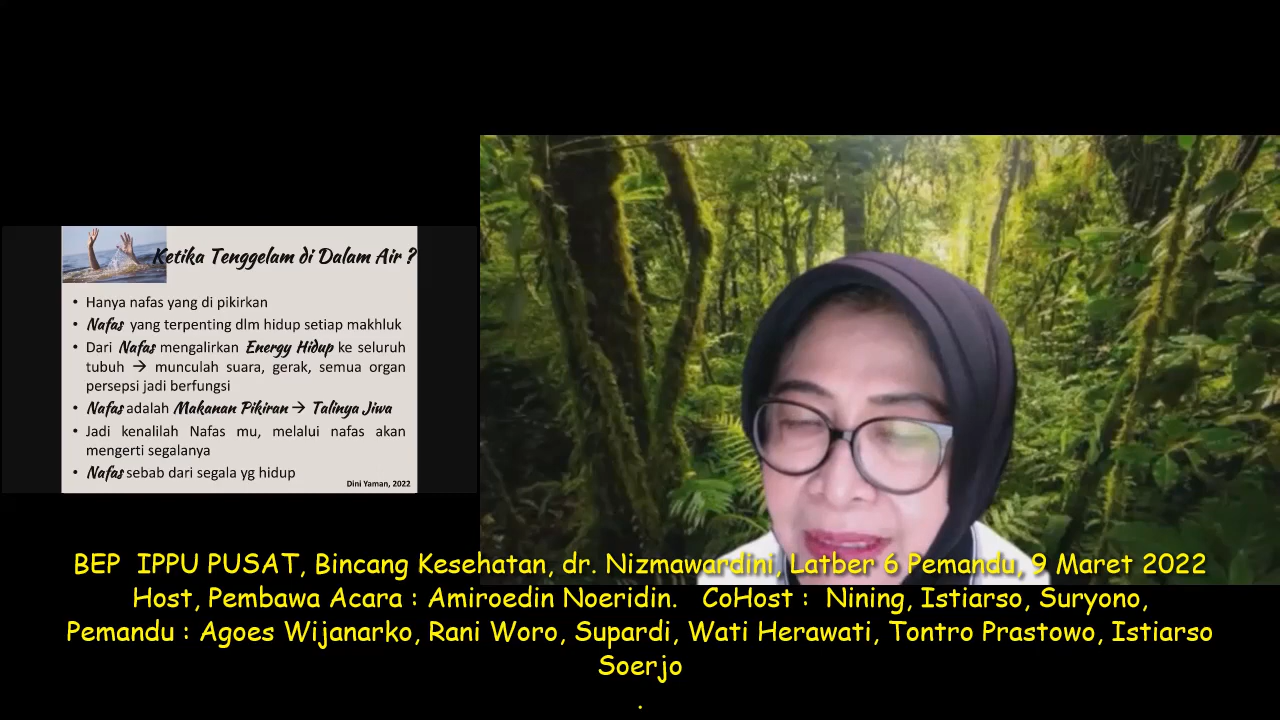 Ketika Tenggelam di Dalam Air ?
• Hanya nafas yang di pikirkan
• Nafas yang terpenting dlm hidup setiap makhluk
• Dari Nafas mengalirkan Energy Hidup ke seluruh
tubuh → munculah suara, gerak, semua organ
persepsi jadi berfungsi
• Nafas adalah Makanan Pikiran → Talinya Jiwa
• Jadi kenalilah Nafas mu, melalui nafas akan
mengerti segalanya
• Nafas sebab dari segala yg hidup
Dini Yaman, 2022
BEP IPPU PUSAT, Bincang Kesehatan, dr. Nizmawardini, Latber 6 Pemandu, 9 Maret 2022
Host, Pembawa Acara : Amiroedin Noeridin. CoHost : Nining, Istiarso, Suryono,
Pemandu : Agoes Wijanarko, Rani Woro, Supardi, Wati Herawati, Tontro Prastowo, Istiarso
Soerjo
.